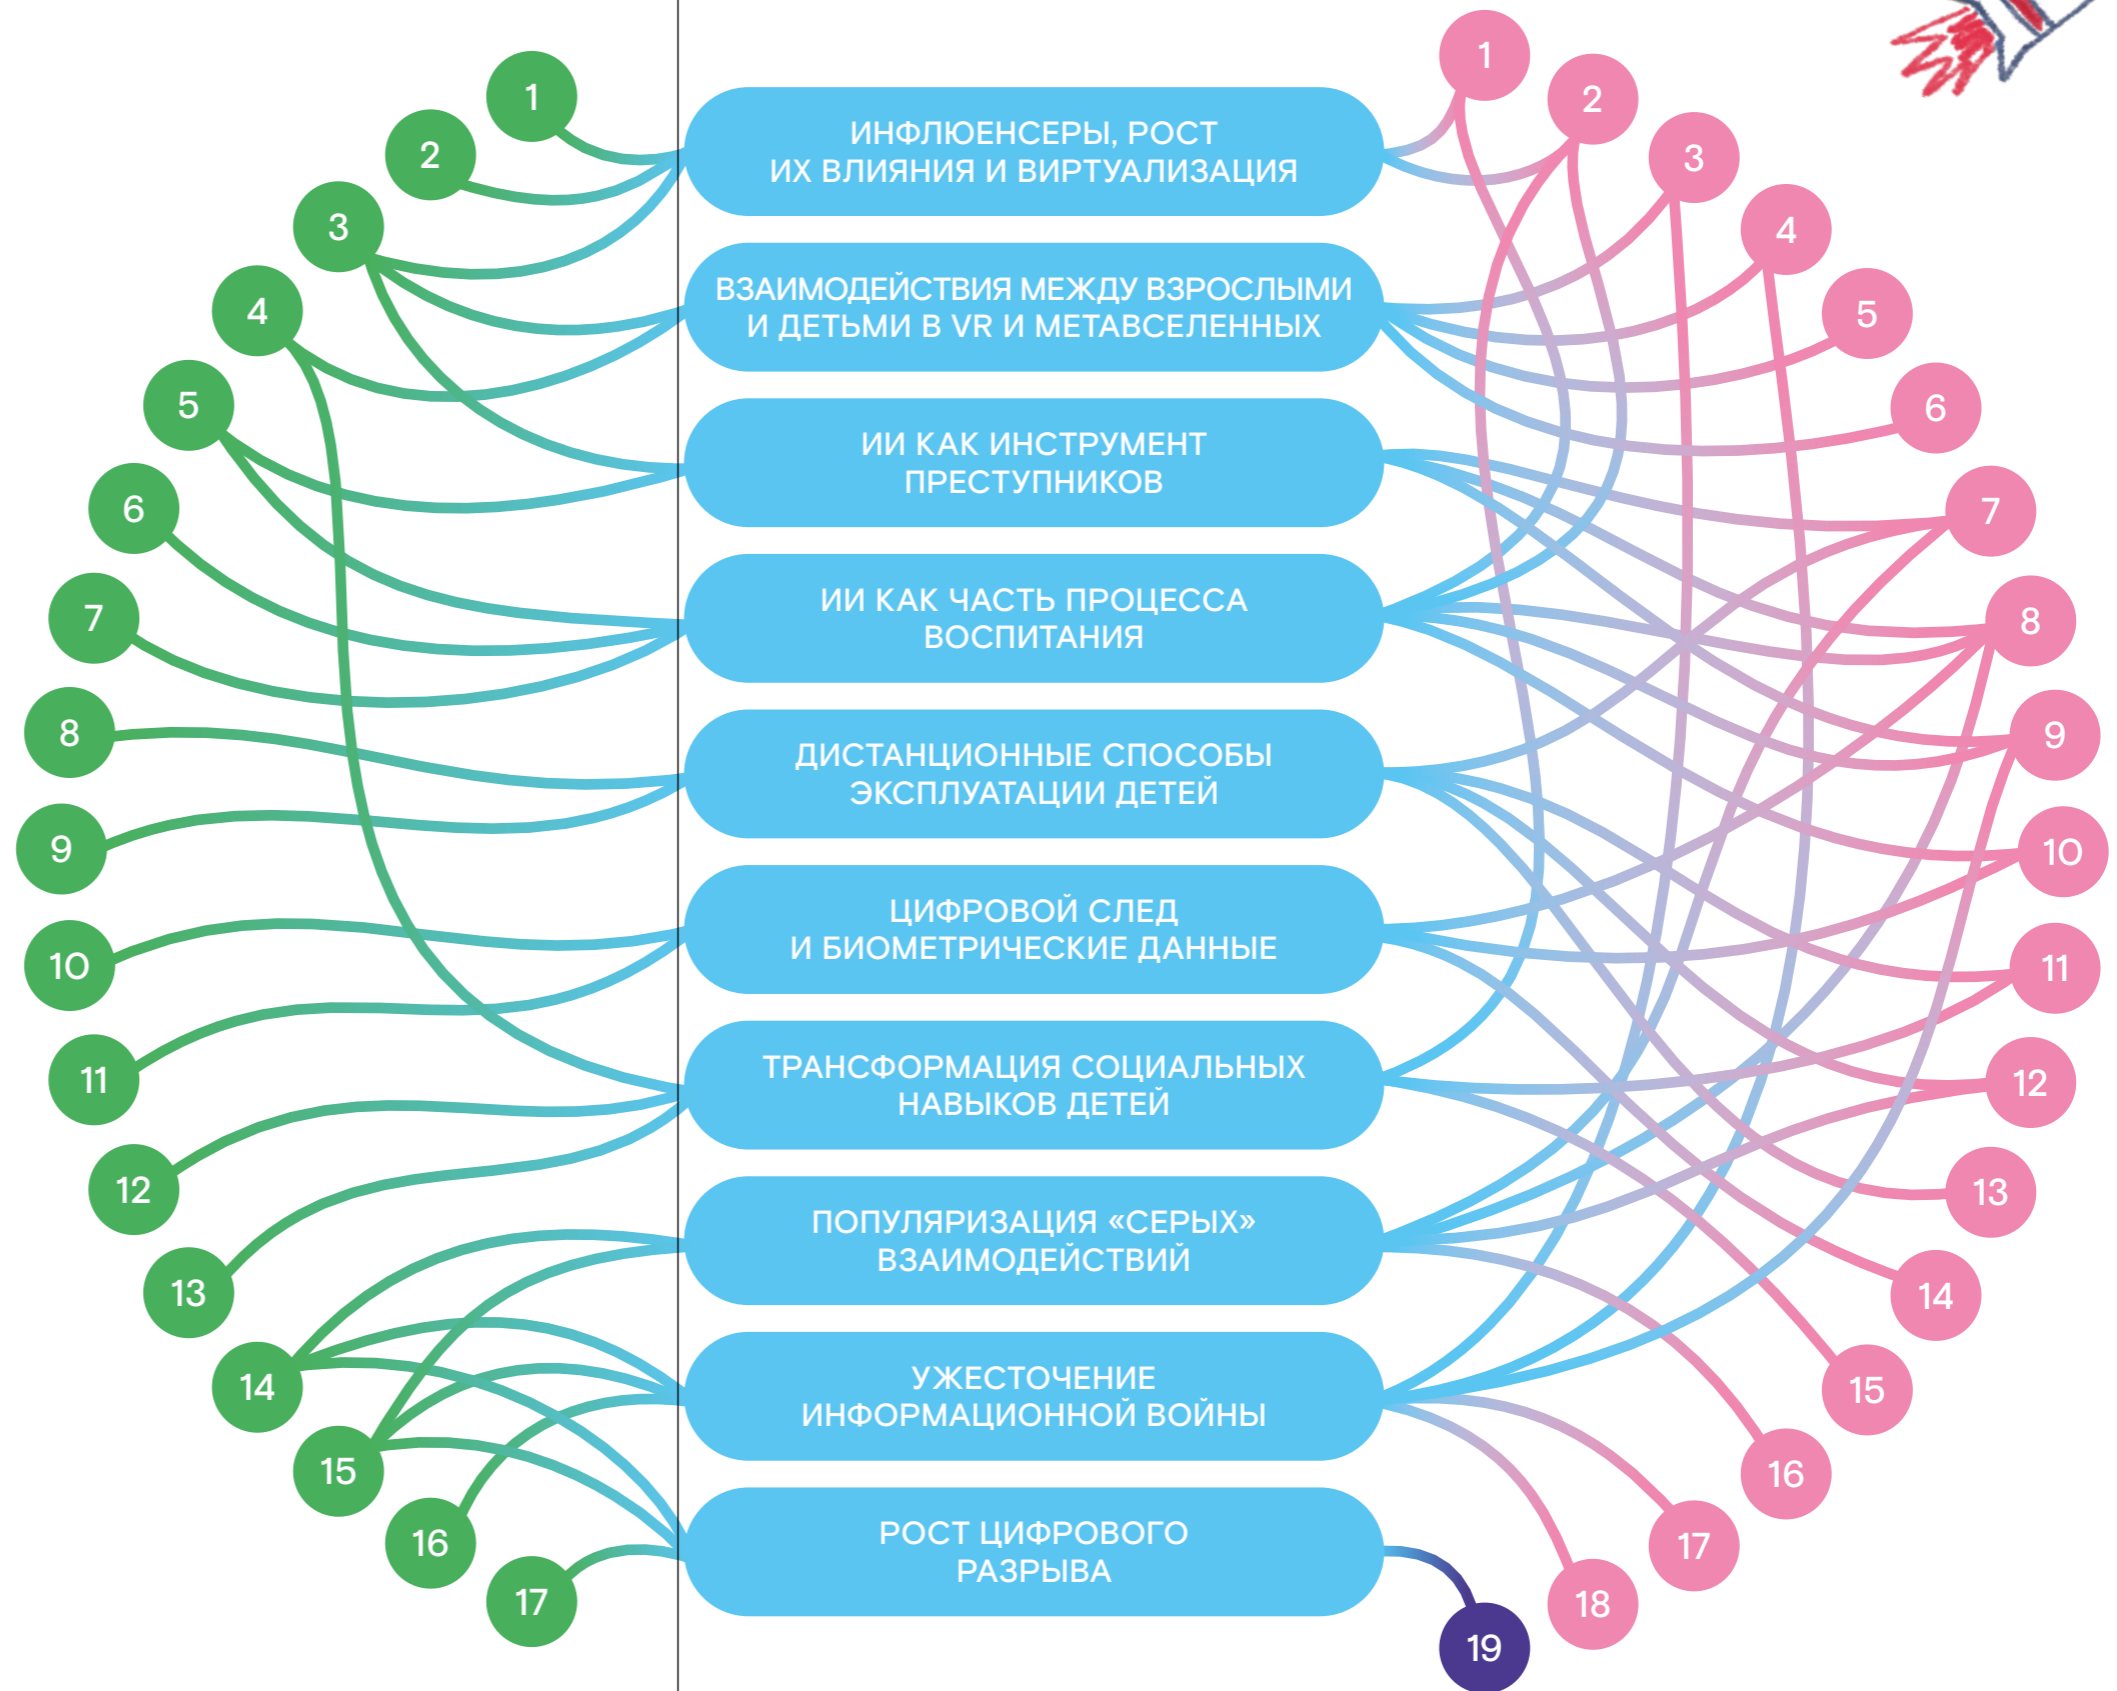 1
2
3
4
5
6
7
8
9
10
11
12
13
14
15
16
17
ИНФЛЮЕНСЕРЫ, РОСТ
ИХ ВЛИЯНИЯ И ВИРТУАЛИЗАЦИЯ
ВЗАИМОДЕЙСТВИЯ МЕЖДУ ВЗРОСЛЫМИ
И ДЕТЬМИ В VR И МЕТАВСЕЛЕННЫХ
ИИ КАК ИНСТРУМЕНТ
ПРЕСТУПНИКОВ
ИИ КАК ЧАСТЬ ПРОЦЕССА
ВОСПИТАНИЯ
ДИСТАНЦИОННЫЕ СПОСОБЫ
ЭКСПЛУАТАЦИИ ДЕТЕЙ
ЦИФРОВОЙ СЛЕД
И БИОМЕТРИЧЕСКИЕ ДАННЫЕ
ТРАНСФОРМАЦИЯ СОЦИАЛЬНЫХ
НАВЫКОВ ДЕТЕЙ
ПОПУЛЯРИЗАЦИЯ «СЕРЫХ»
ВЗАИМОДЕЙСТВИЙ
УЖЕСТОЧЕНИЕ
ИНФОРМАЦИОННОЙ ВОЙНЫ
РОСТ ЦИФРОВОГО
РАЗРЫВА
1
2
3
4
5
6
7
8
9
10
11
12
13
14
15
16
17
18
19